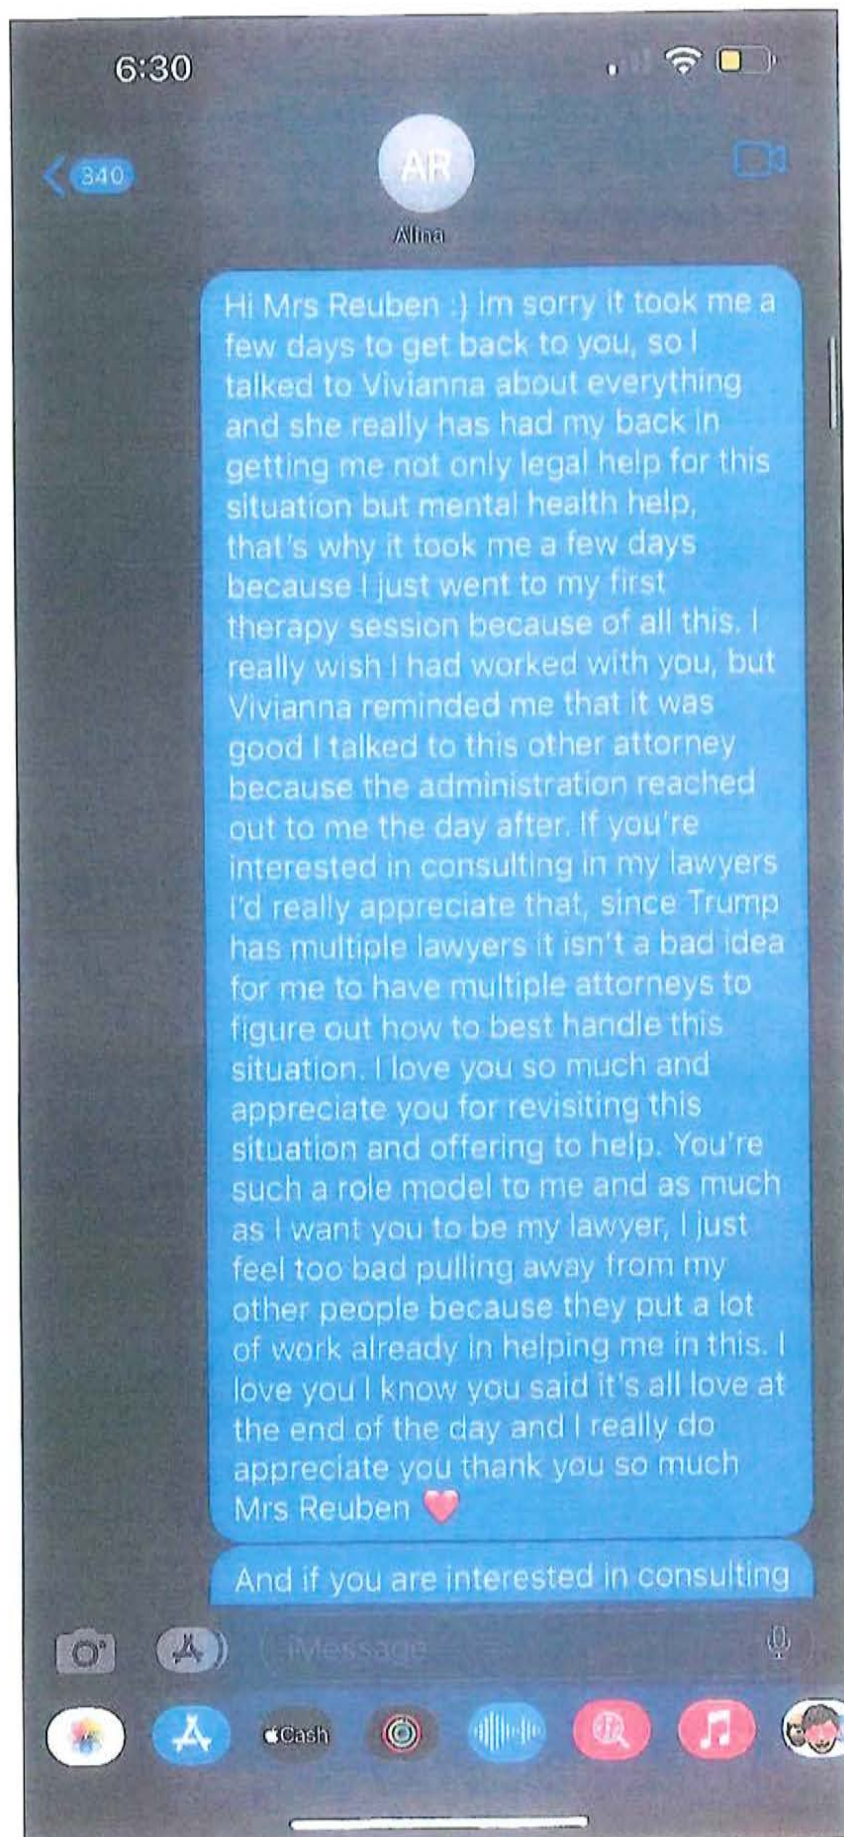 6:30
340
AR
Alina
Hi Mrs Reuben :) im sorry it took me a
few days to get back to you, so I
talked to Vivianna about everything
and she really has had my back in
getting me not only legal help for this
situation but mental health help,
that's why it took me a few days
because I just went to my first
therapy session because of all this. I
really wish I had worked with you, but
Vivianna reminded me that it was
good I talked to this other attorney
because the administration reached
out to me the day after. If you're
interested in consulting in my lawyers
i'd really appreciate that, since Trump
has multiple lawyers it isn't a bad idea
for me to have multiple attorneys to
figure out how to best handle this
situation. I love you so much and
appreciate you for revisiting this
situation and offering to help. You're
such a role model to me and as much
as I want you to be my lawyer, I just
feel too bad pulling away from my
other people because they put a lot
of work already in helping me in this. I
love you I know you said it's all love at
the end of the day and I really do
appreciate you thank you so much
Mrs Reuben ❤️
And if you are interested in consulting
iMessage
Cash